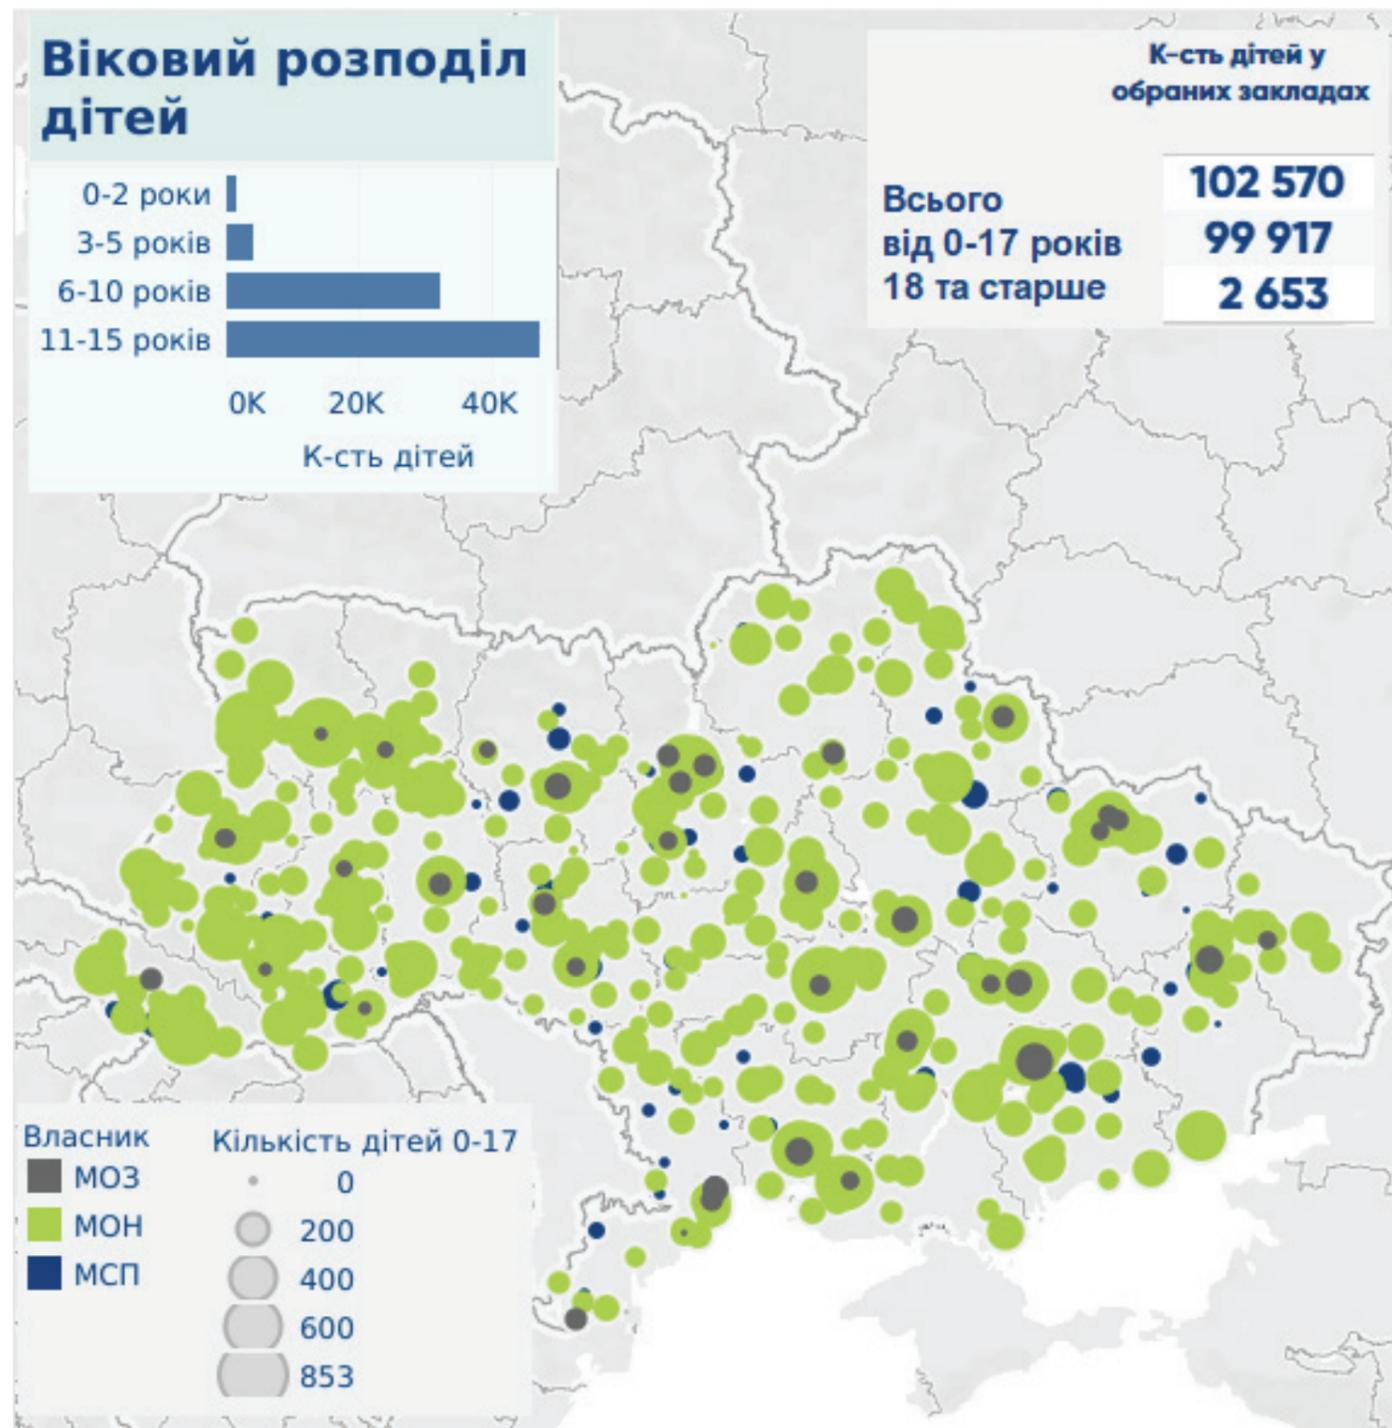 Віковий розподіл
дітей
0-2 роки
3-5 років
6-10 років
11-15 років
0K 20K 40K
К-сть дітей
К-сть дітей у
обраних закладах
Всього 102 570
від 0-17 років 99 917
18 та старше 2 653
Власник
МОЗ
МОН
МСП
Кількість дітей 0-17
0
200
400
600
853